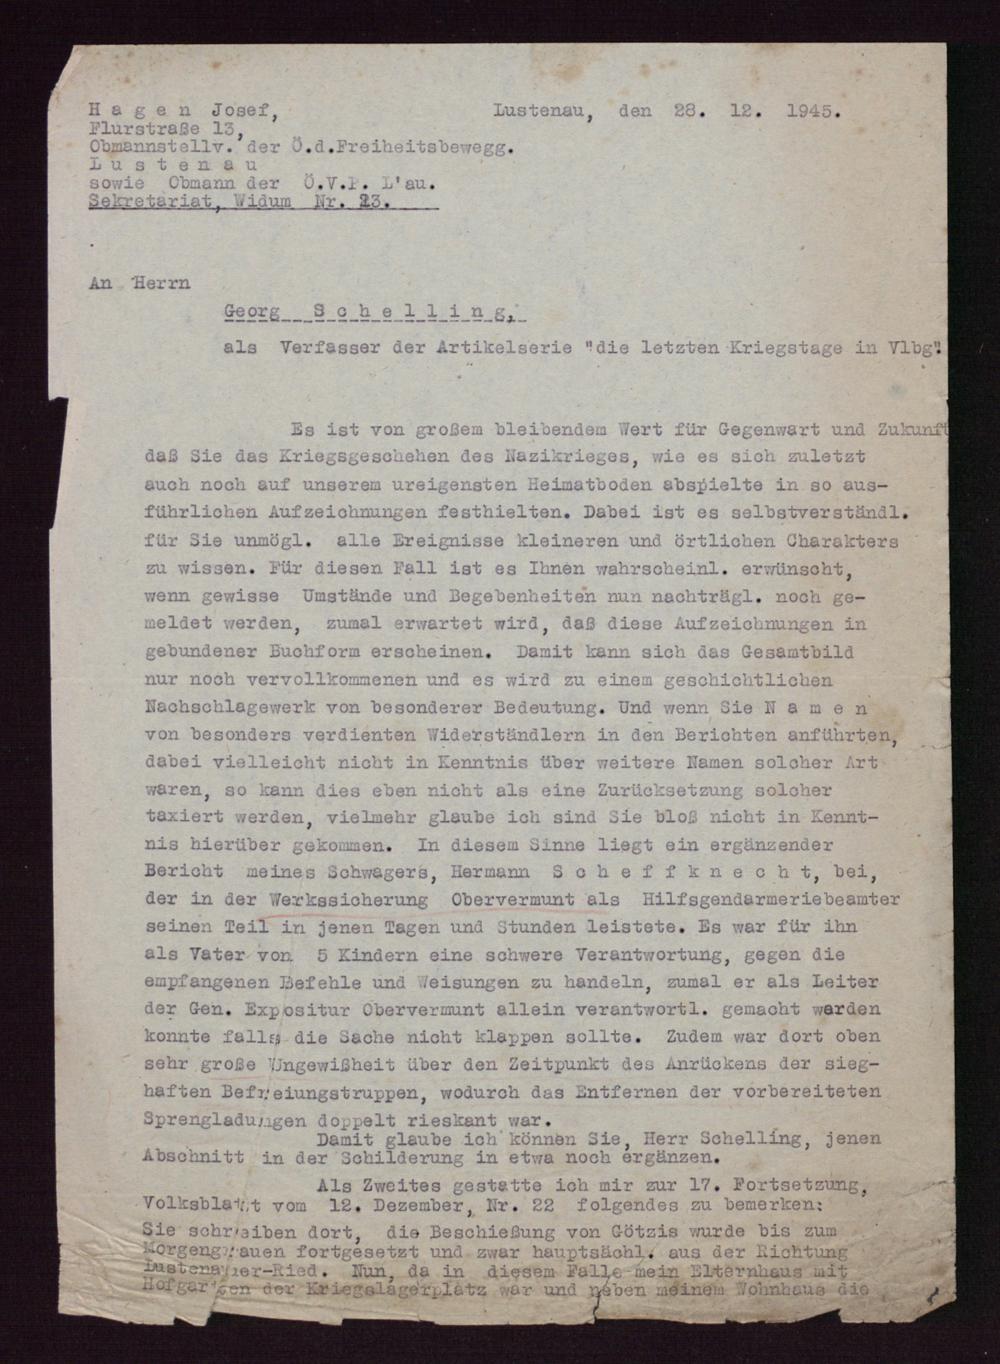 H a g e n Josef, Lustenau, den 28. 12. 1945.
Flurstraße 13,
Obmannstellv. der Ö.d.Freiheitsbewegg.
L u s t e n a u
sowie Obmann der Ö.V.P. L'au.
Sekretariat, Widum Nr. 23.
An Herrn
Georg S c h e l l i n g,
als Verfasser der Artikelserie "die letzten Kriegstage in Vlbg".
Es ist von großem bleibendem Wert für Gegenwart und Zukunft
daß Sie das Kriegsgeschehen des Nazikrieges, wie es sich zuletzt
auch noch auf unserem ureigensten Heimatboden abspielte in so aus-
führlichen Aufzeichnungen festhielten. Dabei ist es selbstverständl.
für Sie unmögl. alle Ereignisse kleineren und örtlichen Charakters
zu wissen. Für diesen Fall ist es Ihnen wahrscheinl. erwünscht,
wenn gewisse Umstände und Begebenheiten nun nachträgl. noch ge-
meldet werden, zumal erwartet wird, daß diese Aufzeichnungen in
gebundener Buchform erscheinen. Damit kann sich das Gesamtbild
nur noch vervollkommenen und es wird zu einem geschichtlichen
Nachschlagewerk von besonderer Bedeutung. Und wenn Sie N a m e n
von besonders verdienten Widerständlern in den Berichten anführten,
dabei vielleicht nicht in Kenntnis über weitere Namen solcher Art
waren, so kann dies eben nicht als eine Zurücksetzung solcher
taxiert werden, vielmehr glaube ich sind Sie bloß nicht in Kennt-
nis hierüber gekommen. In diesem Sinne liegt ein ergänzender
Bericht meines Schwagers, Hermann S c h e f f k n e c h t, bei,
der in der Werkssicherung Obervermunt als Hilfsgendarmeriebeamter
seinen Teil in jenen Tagen und Stunden leistete. Es war für ihn
als Vater von 5 Kindern eine schwere Verantwortung, gegen die
empfangenen Befehle und Weisungen zu handeln, zumal er als Leiter
der Gen. Expositur Obervermunt allein verantwortl. gemacht werden
konnte falls die Sache nicht klappen sollte. Zudem war dort oben
sehr große Ungewißheit über den Zeitpunkt des Anrückens der sieg-
haften Befreiungstruppen, wodurch das Entfernen der vorbereiteten
Sprengladungen doppelt rieskant war.
Damit glaube ich können Sie, Herr Schelling, jenen
Abschnitt in der Schilderung in etwa noch ergänzen.
Als Zweites gestatte ich mir zur 17. Fortsetzung,
Volksblatt vom 12. Dezember, Nr. 22 folgendes zu bemerken:
Sie schreiben dort, die Beschießung von Götzis wurde bis zum
Morgengrauen fortgesetzt und zwar hauptsächl. aus der Richtung
Lustenauer-Ried. Nun, da in diesem Falle mein Elternhaus mit
Hofgarten der Kriegslagerplatz war und neben meinem Wohnhaus die